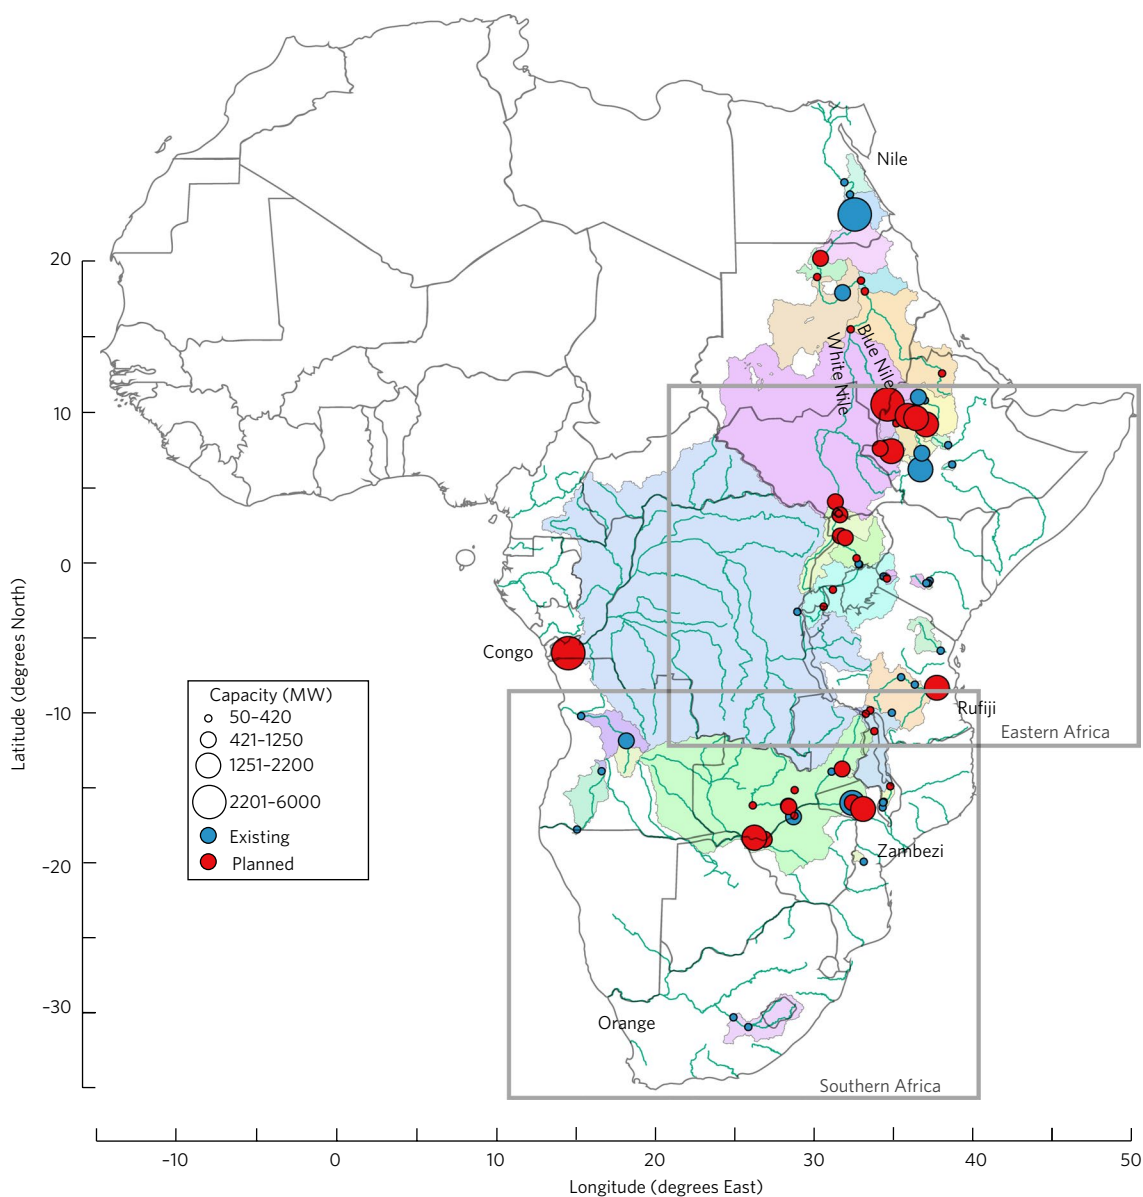 Nile
20
Blue Nile
White Nile
10
0
Latitude (degrees North)
Congo
Capacity (MW)
50–420
421–1250
1251–2200
2201–6000
Existing
Planned
Rufiji
-10
Eastern Africa
Zambezi
-20
-30
Orange
Southern Africa
-10
0
10
20
30
40
50
Longitude (degrees East)